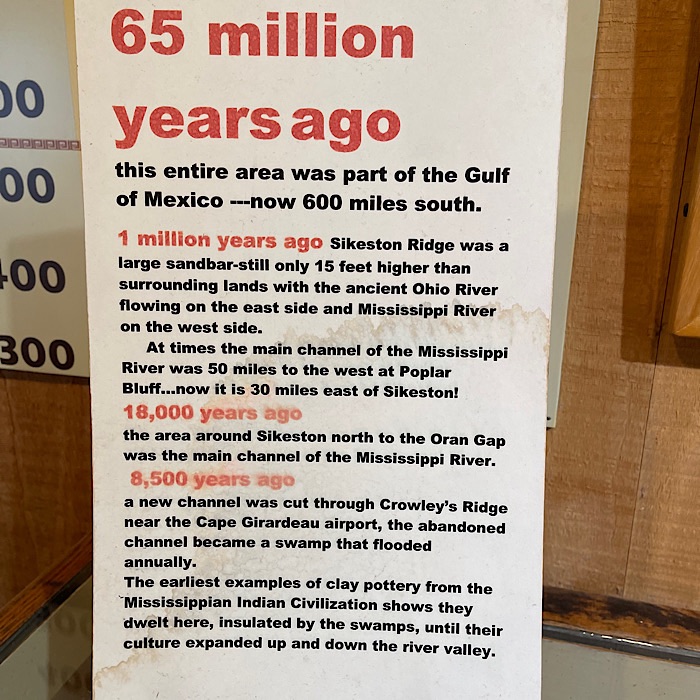 65 million
years ago
this entire area was part of the Gulf
of Mexico ---now 600 miles south.
1 million years ago Sikeston Ridge was a
large sandbar-still only 15 feet higher than
surrounding lands with the ancient Ohio River
flowing on the east side and Mississippi River
on the west side.
At times the main channel of the Mississippi
River was 50 miles to the west at Poplar
Bluff...now it is 30 miles east of Sikeston!
18,000 years ago
the area around Sikeston north to the Oran Gap
was the main channel of the Mississippi River.
8,500 years ago
a new channel was cut through Crowley's Ridge
near the Cape Girardeau airport, the abandoned
channel became a swamp that flooded
annually.
The earliest examples of clay pottery from the
Mississippian Indian Civilization shows they
dwelt here, insulated by the swamps, until their
culture expanded up and down the river valley.
00
00
400
300